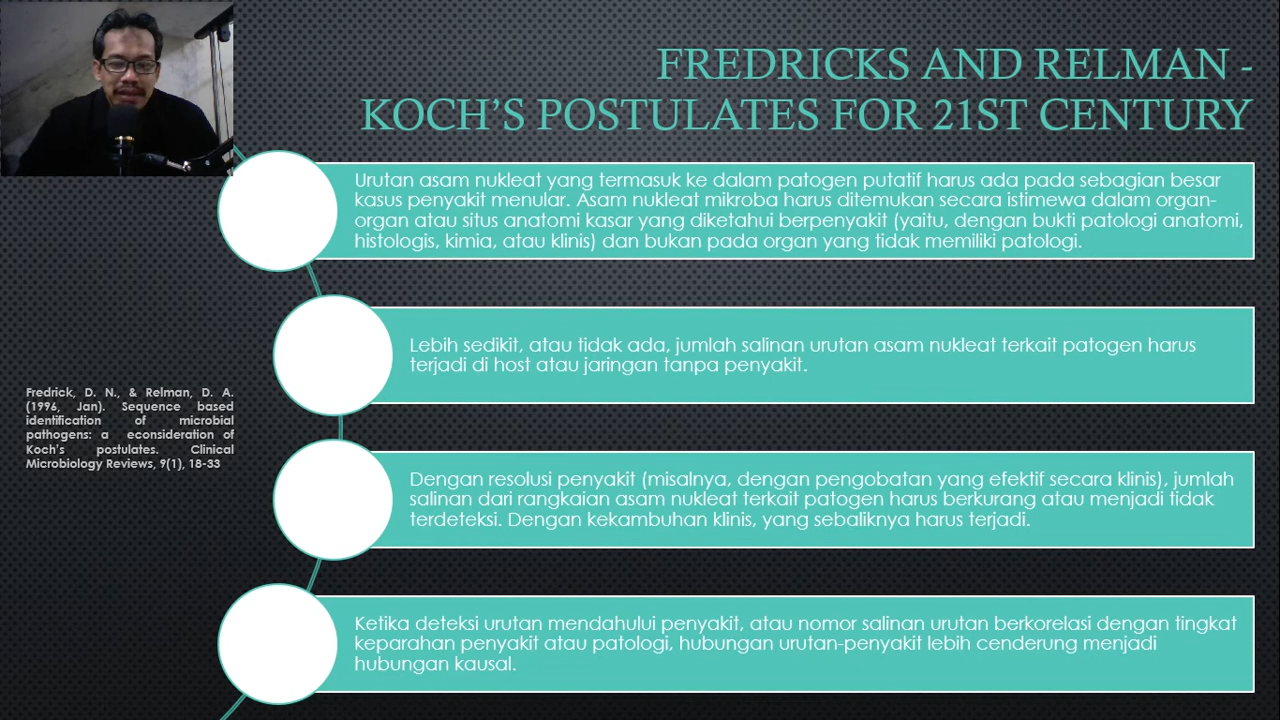 FREDRICKS AND RELMAN -
KOCH'S POSTULATES FOR 21ST CENTURY
Urutan asam nukleat yang termasuk ke dalam patogen putatif harus ada pada sebagian besar
kasus penyakit menular. Asam nukleat mikroba harus ditemukan secara istimewa dalam organ-
organ atau situs anatomi kasar yang diketahui berpenyakit (yaitu, dengan bukti patologi anatomi,
histologis, kimia, atau klinis) dan bukan pada organ yang tidak memiliki patologi.
Lebih sedikit, atau tidak ada, jumlah salinan urutan asam nukleat terkait patogen harus
terjadi di host atau jaringan tanpa penyakit.
Fredrick, D. N., & Relman, D. A.
(1996, Jan). Sequence based
identification of microbial
pathogens: a econsideration of
Koch's postulates. Clinical
Microbiology Reviews, 9(1), 18-33
Dengan resolusi penyakit (misalnya, dengan pengobatan yang efektif secara klinis), jumlah
salinan dari rangkaian asam nukleat terkait patogen harus berkurang atau menjadi tidak
terdeteksi. Dengan kekambuhan klinis, yang sebaliknya harus terjadi.
Ketika deteksi urutan mendahului penyakit, atau nomor salinan urutan berkorelasi dengan tingkat
keparahan penyakit atau patologi, hubungan urutan-penyakit lebih cenderung menjadi
hubungan kausal.